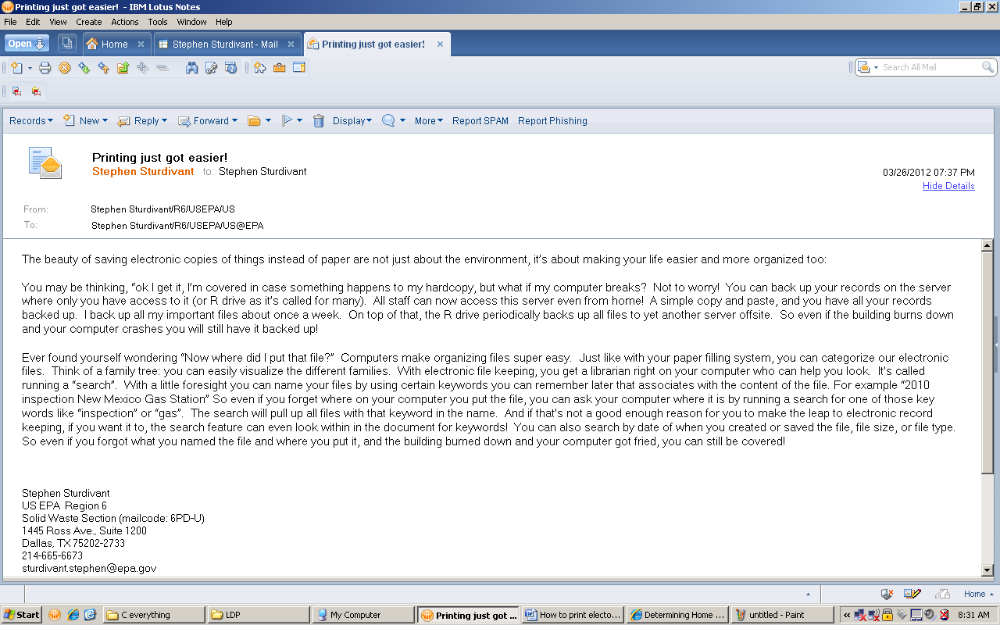 Printing just got easier! - IBM Lotus Notes
File Edit View Create Actions Tools Window Help
Open Home Stephen Sturdivant - Mail Printing just got easier!
Search All Mail
Records New Reply Forward Display More Report SPAM Report Phishing
Printing just got easier!
Stephen Sturdivant to: Stephen Sturdivant
03/26/2012 07:37 PM
Hide Details
From: Stephen Sturdivant/R6/USEPA/US
To: Stephen Sturdivant/R6/USEPA/US@EPA
The beauty of saving electronic copies of things instead of paper are not just about the environment, it's about making your life easier and more organized too:
You may be thinking, “ok I get it, I'm covered in case something happens to my hardcopy, but what if my computer breaks?  Not to worry!  You can back up your records on the server
where only you have access to it (or R drive as it's called for many).  All staff can now access this server even from home!  A simple copy and paste, and you have all your records
backed up.  I back up all my important files about once a week.  On top of that, the R drive periodically backs up all files to yet another server offsite.  So even if the building burns down
and your computer crashes you will still have it backed up!
Ever found yourself wondering “Now where did I put that file?”  Computers make organizing files super easy.  Just like with your paper filling system, you can categorize our electronic
files.  Think of a family tree: you can easily visualize the different families.  With electronic file keeping, you get a librarian right on your computer who can help you look.  It's called
running a “search”.  With a little foresight you can name your files by using certain keywords you can remember later that associates with the content of the file. For example “2010
inspection New Mexico Gas Station” So even if you forget where on your computer you put the file, you can ask your computer where it is by running a search for one of those key
words like “inspection” or “gas”.  The search will pull up all files with that keyword in the name.  And if that's not a good enough reason for you to make the leap to electronic record
keeping, if you want it to, the search feature can even look within in the document for keywords!  You can also search by date of when you created or saved the file, file size, or file type.
So even if you forgot what you named the file and where you put it, and the building burned down and your computer got fried, you can still be covered!
Stephen Sturdivant
US EPA  Region 6
Solid Waste Section (mailcode: 6PD-U)
1445 Ross Ave., Suite 1200
Dallas, TX 75202-2733
214-665-6673
sturdivant.stephen@epa.gov
Home
Start C everything LDP My Computer Printing just got ... How to print electo... Determining Home ... untitled - Paint 8:31 AM